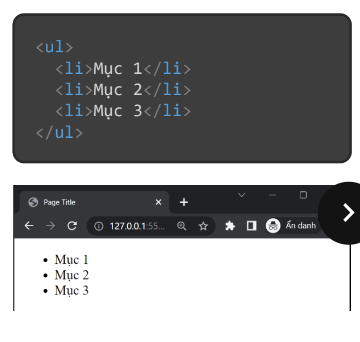 <ul>
<li>Mục 1</li>
<li>Mục 2</li>
<li>Mục 3</li>
</ul>
Page Title
127.0.0.1:55...
Ẩn danh
Mục 1
Mục 2
Mục 3